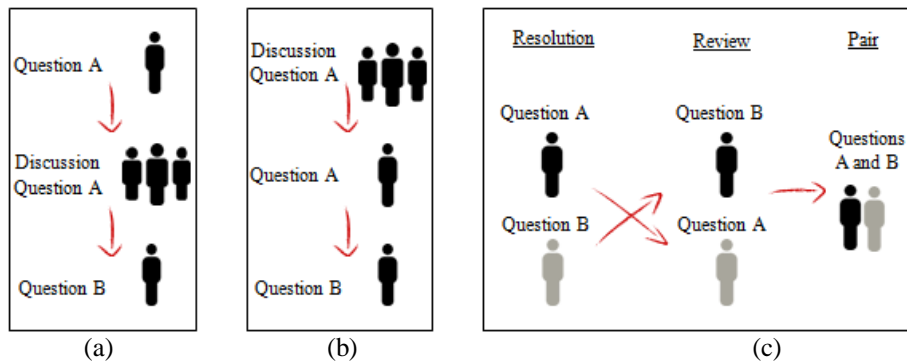 Question A
Discussion
Question A
Question B
(a)
Discussion
Question A
Question A
Question B
(b)
Resolution Review Pair
Question A Question B
Questions
A and B
Question B Question A
(c)